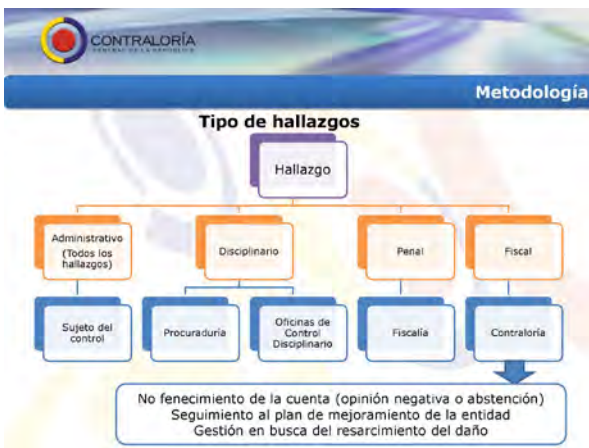 CONTRALORÍA
GENERAL DE LA REPÚBLICA
Metodología
Tipo de hallazgos
Hallazgo
Administrativo
(Todos los
hallazgos)
Disciplinario
Penal
Fiscal
Sujeto del
control
Procuraduría
Oficinas de
Control
Disciplinario
Fiscalía
Contraloría
No fenecimiento de la cuenta (opinión negativa o abstención)
Seguimiento al plan de mejoramiento de la entidad
Gestión en busca del resarcimiento del daño